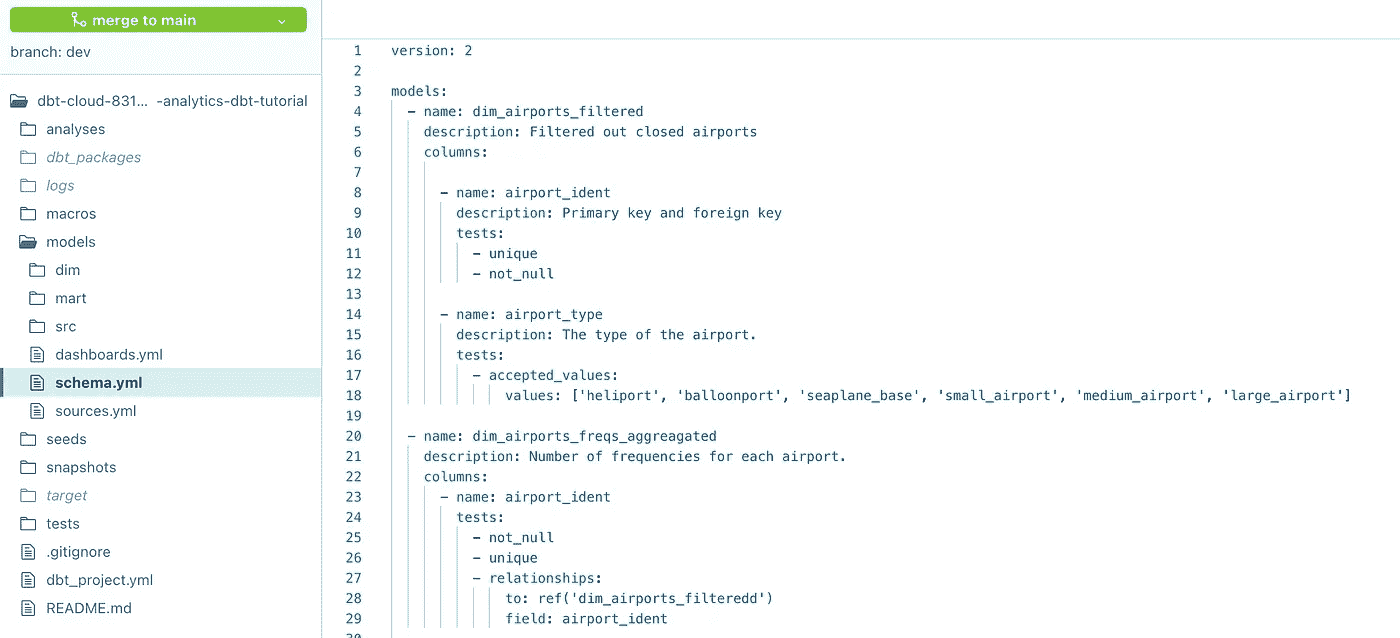 merge to main
branch: dev
dbt-cloud-831... -analytics-dbt-tutorial
analyses
dbt_packages
logs
macros
models
dim
mart
src
dashboards.yml
schema.yml
sources.yml
seeds
snapshots
target
tests
.gitignore
dbt_project.yml
README.md
1 version: 2
2
3 models:
4 - name: dim_airports_filtered
5 description: Filtered out closed airports
6 columns:
7
8 - name: airport_ident
9 description: Primary key and foreign key
10 tests:
11 - unique
12 - not_null
13
14 - name: airport_type
15 description: The type of the airport.
16 tests:
17 - accepted_values:
18 values: ['heliport', 'balloonport', 'seaplane_base', 'small_airport', 'medium_airport', 'large_airport']
19
20 - name: dim_airports_freqs_aggreagated
21 description: Number of frequencies for each airport.
22 columns:
23 - name: airport_ident
24 tests:
25 - not_null
26 - unique
27 - relationships:
28 to: ref('dim_airports_filteredd')
29 field: airport_ident